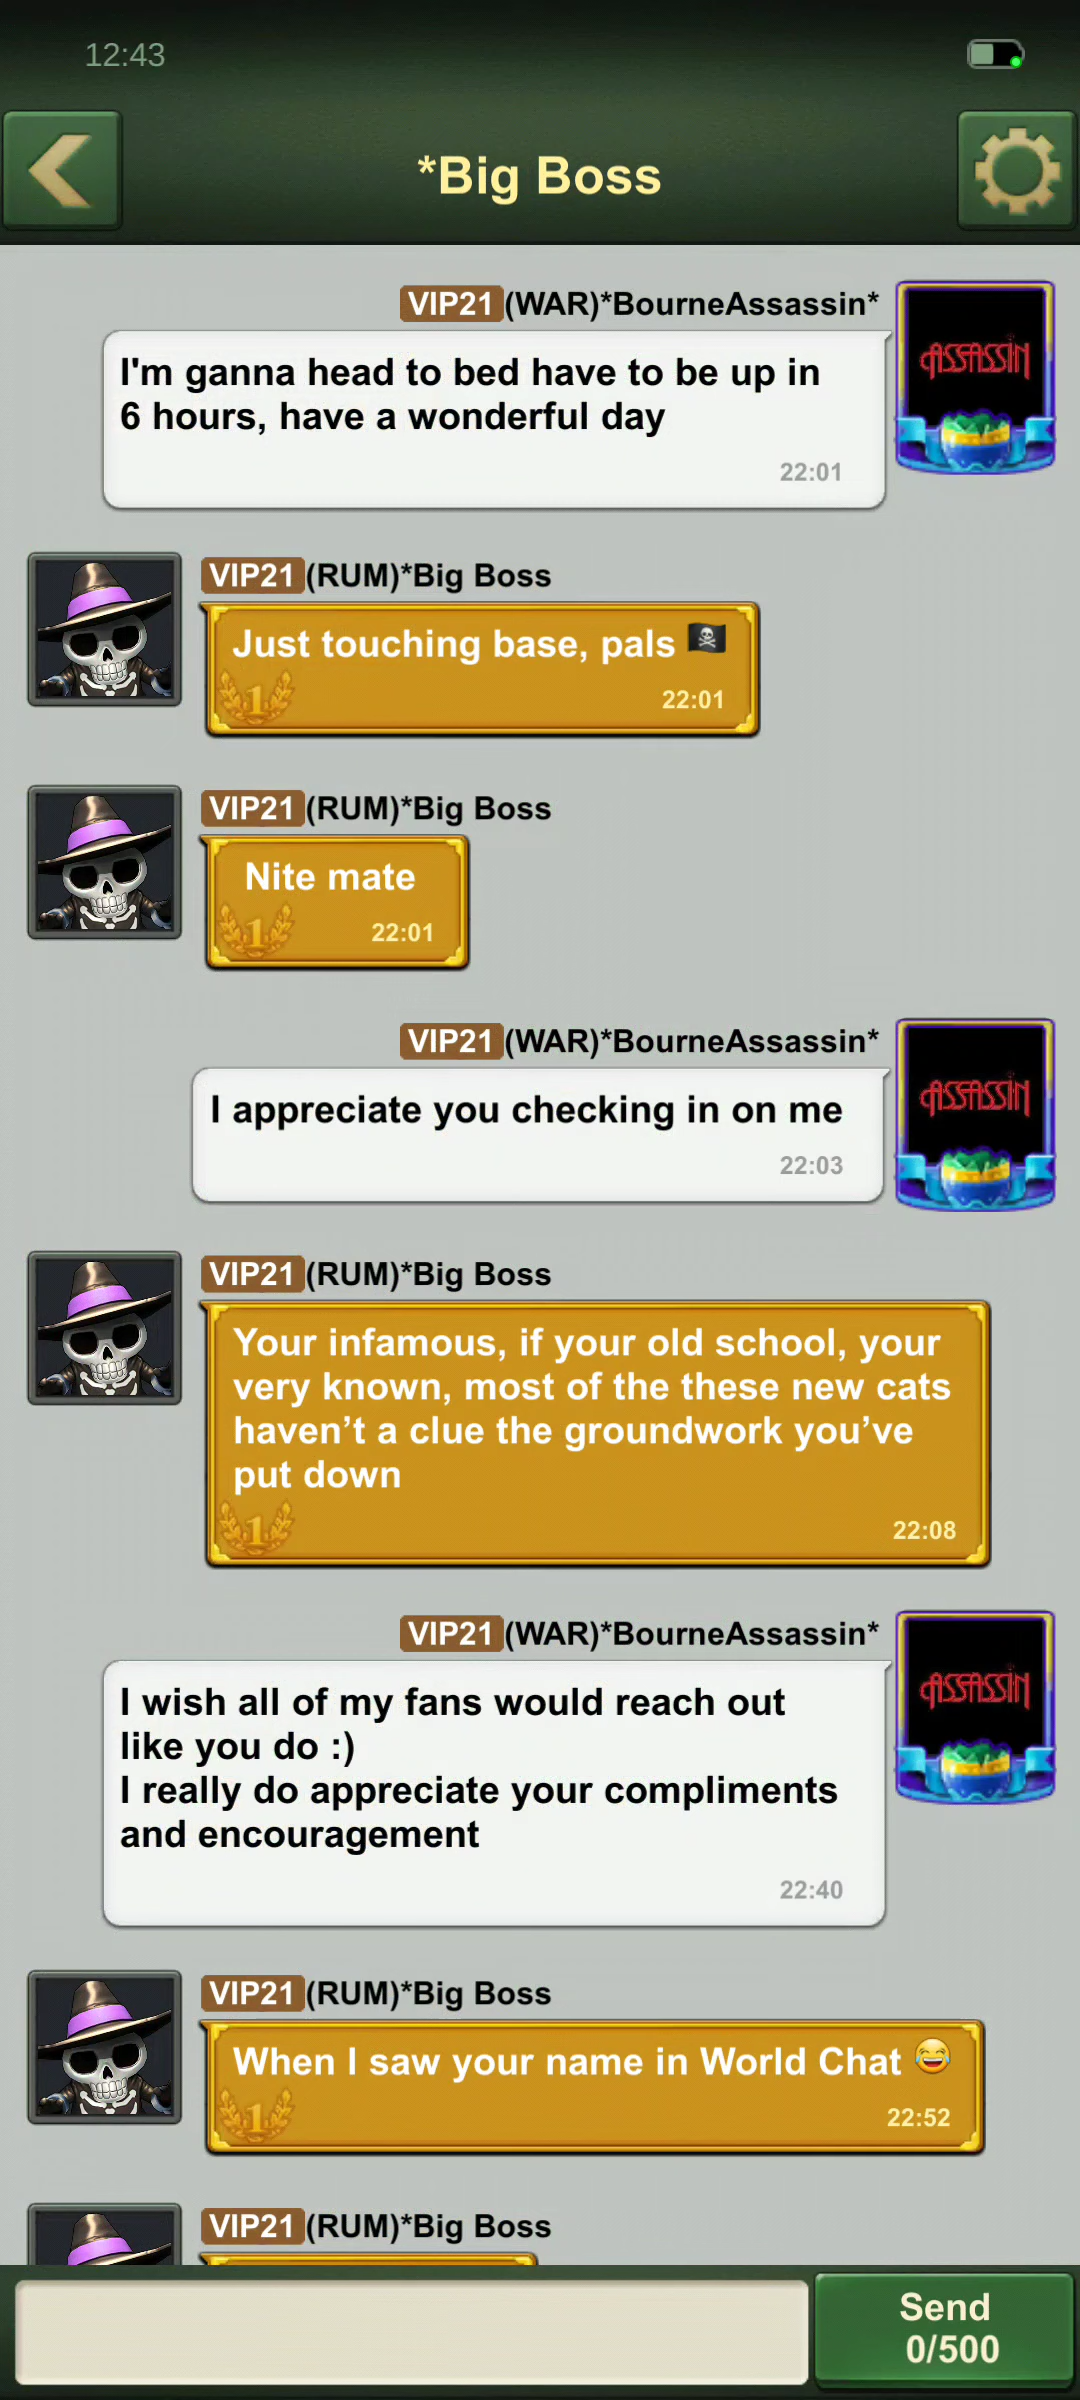 12:43
*Big Boss
VIP21 (WAR)*BourneAssassin*
ASSASSIN
I'm ganna head to bed have to be up in
6 hours, have a wonderful day
22:01
VIP21 (RUM)*Big Boss
Just touching base, pals 🏴‍☠️
1
22:01
VIP21 (RUM)*Big Boss
Nite mate
1
22:01
VIP21 (WAR)*BourneAssassin*
ASSASSIN
I appreciate you checking in on me
22:03
VIP21 (RUM)*Big Boss
Your infamous, if your old school, your
very known, most of the these new cats
haven’t a clue the groundwork you’ve
put down
1
22:08
VIP21 (WAR)*BourneAssassin*
ASSASSIN
I wish all of my fans would reach out
like you do :)
I really do appreciate your compliments
and encouragement
22:40
VIP21 (RUM)*Big Boss
When I saw your name in World Chat 😂
1
22:52
VIP21 (RUM)*Big Boss
Send
0/500